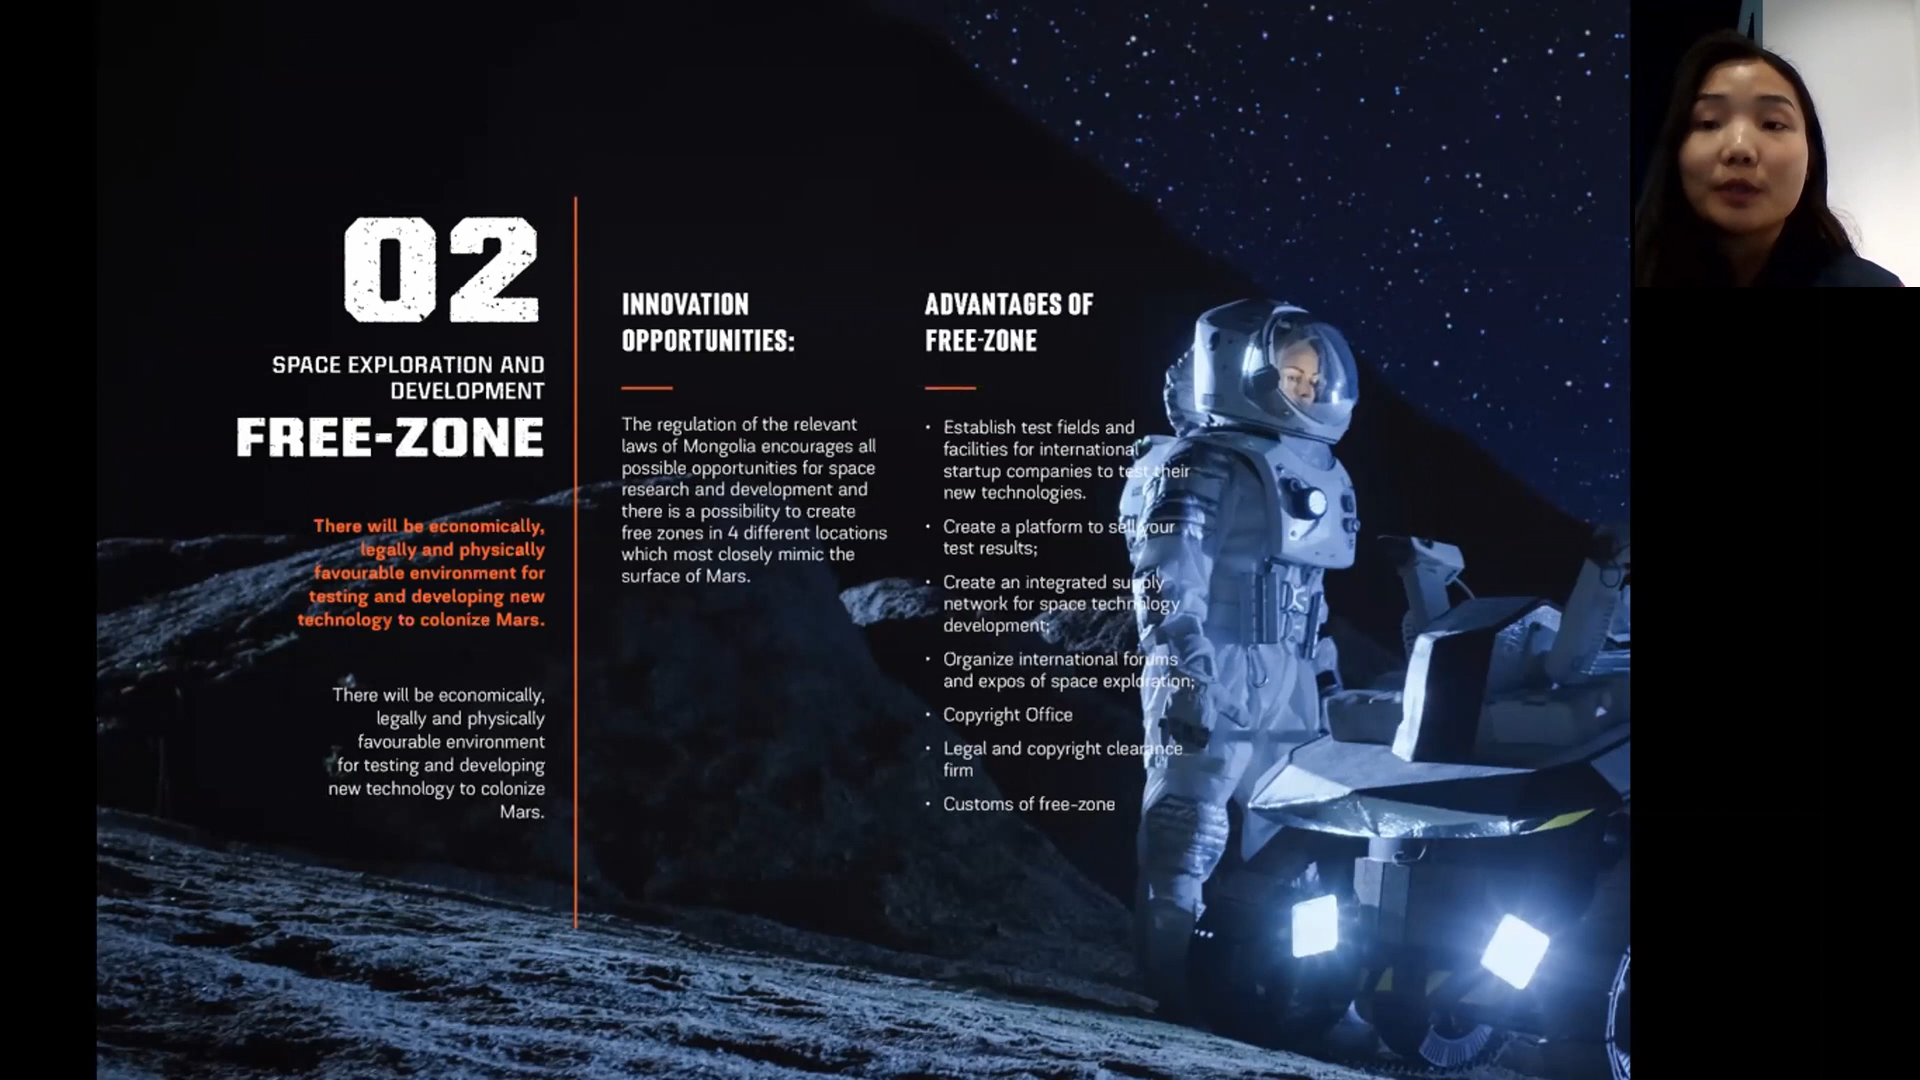 02
SPACE EXPLORATION AND
DEVELOPMENT
FREE-ZONE
There will be economically,
legally and physically
favourable environment for
testing and developing new
technology to colonize Mars.
There will be economically,
legally and physically
favourable environment
for testing and developing
new technology to colonize
Mars.
INNOVATION
OPPORTUNITIES:
The regulation of the relevant
laws of Mongolia encourages all
possible opportunities for space
research and development and
there is a possibility to create
free zones in 4 different locations
which most closely mimic the
surface of Mars.
ADVANTAGES OF
FREE-ZONE
• Establish test fields and
facilities for international
startup companies to test their
new technologies.
• Create a platform to sell your
test results;
• Create an integrated supply
network for space technology
development;
• Organize international forums
and expos of space exploration;
• Copyright Office
• Legal and copyright clearance
firm
• Customs of free-zone